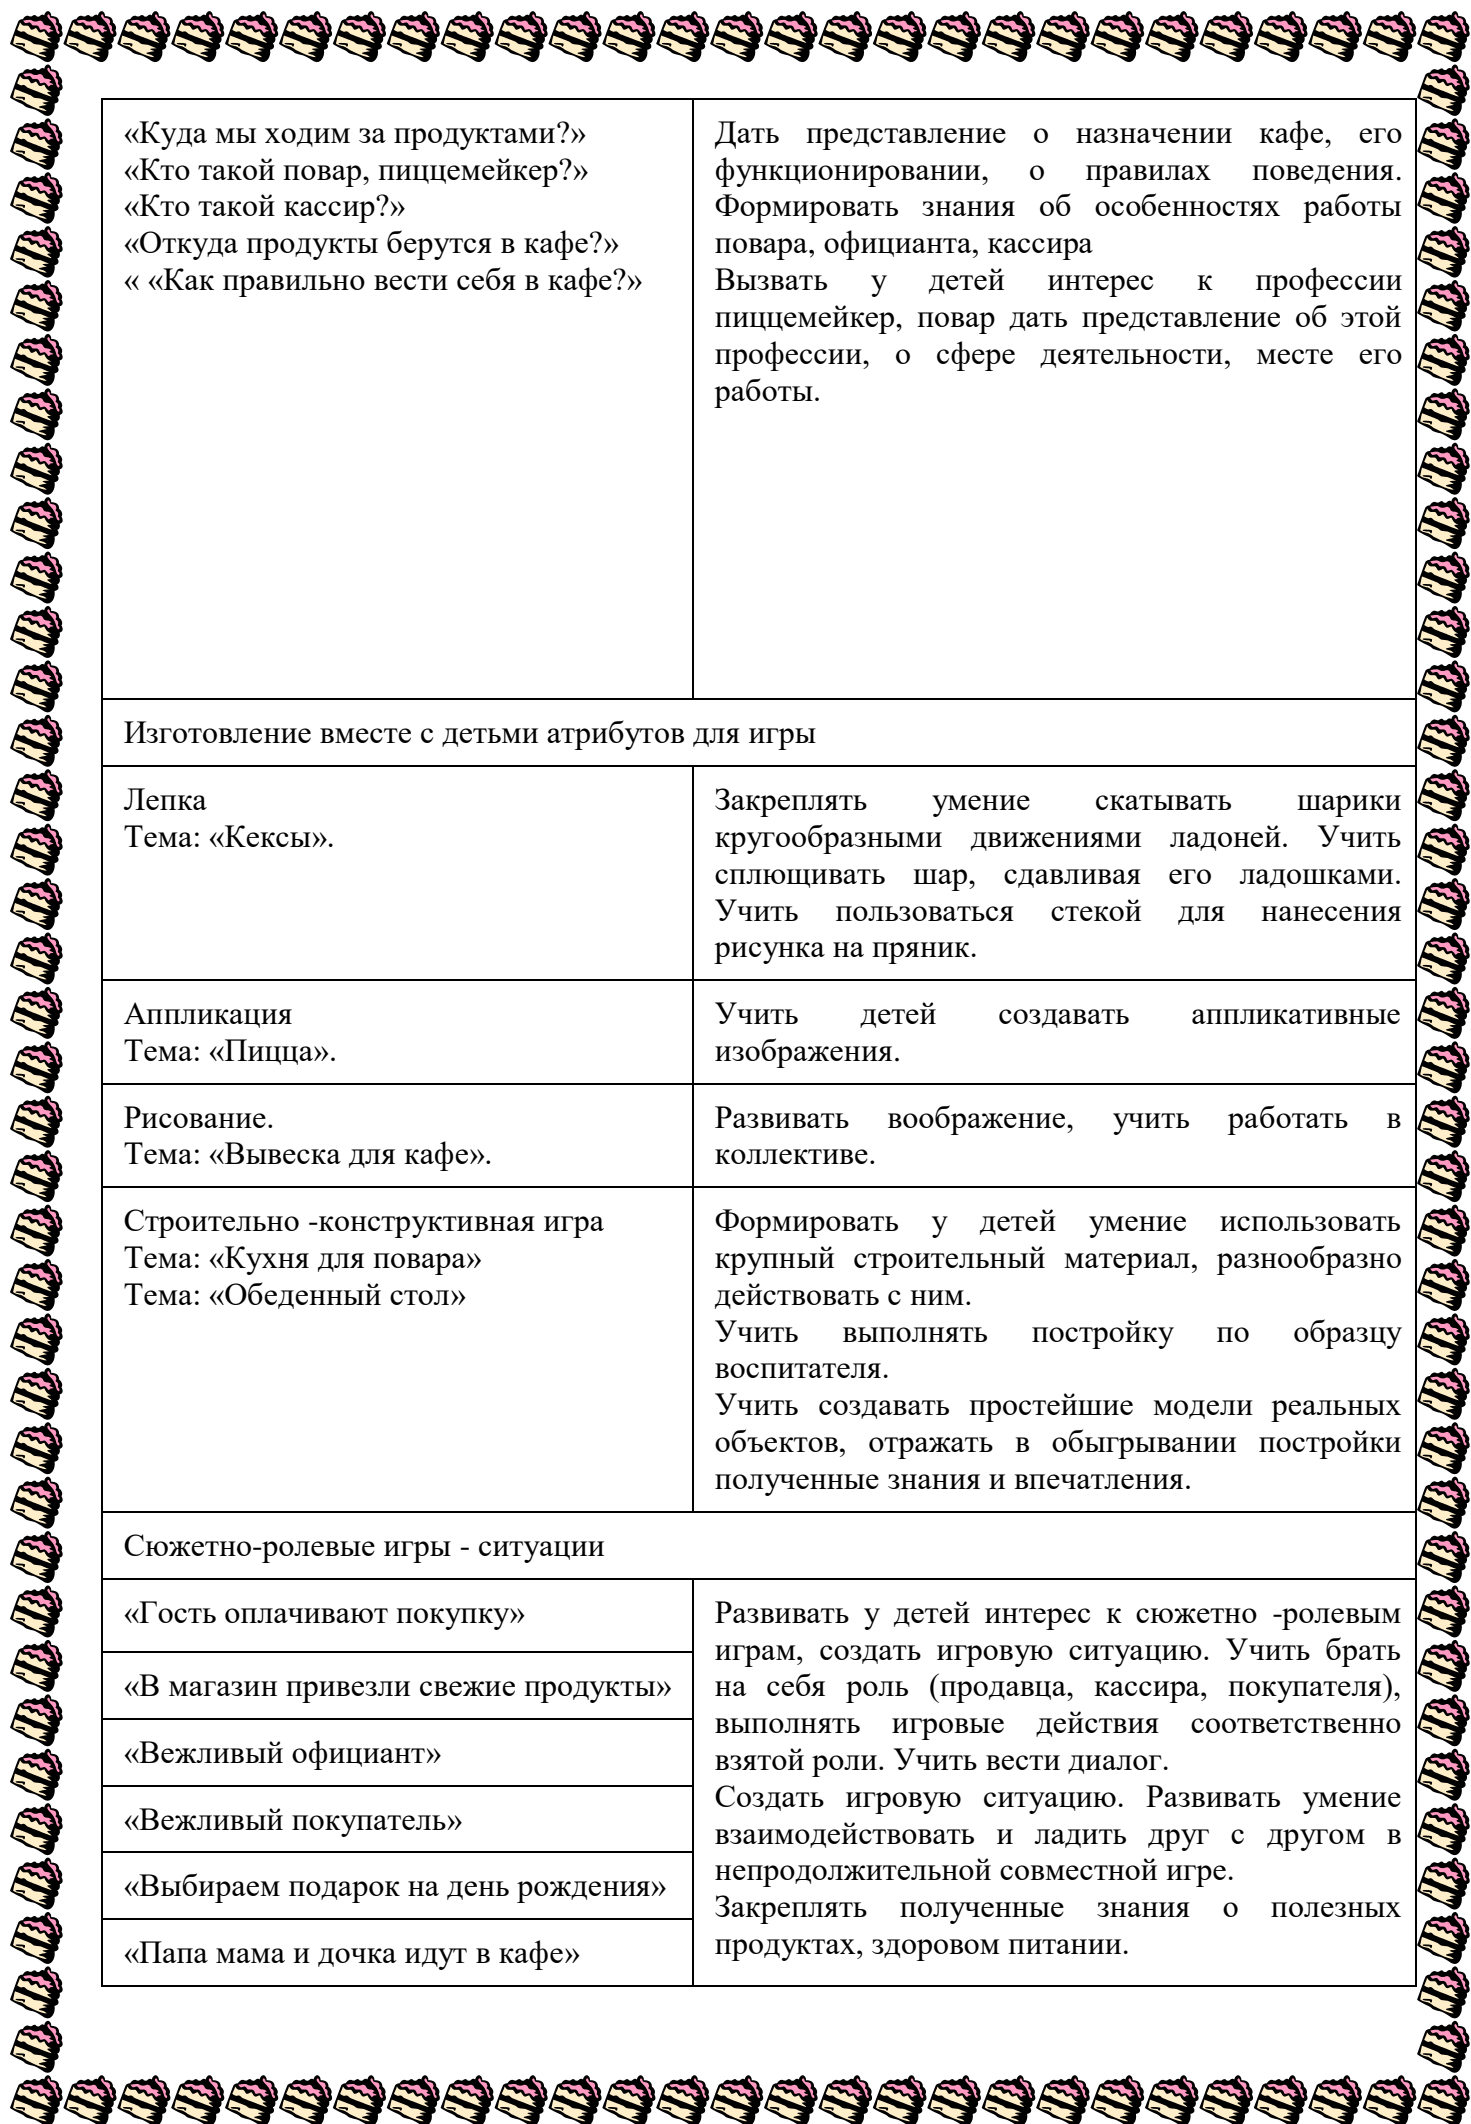 «Куда мы ходим за продуктами?»
«Кто такой повар, пиццемейкер?»
«Кто такой кассир?»
«Откуда продукты берутся в кафе?»
« «Как правильно вести себя в кафе?»
Дать представление о назначении кафе, его
функционировании, о правилах поведения.
Формировать знания об особенностях работы
повара, официанта, кассира
Вызвать у детей интерес к профессии
пиццемейкер, повар дать представление об этой
профессии, о сфере деятельности, месте его
работы.
Изготовление вместе с детьми атрибутов для игры
Лепка
Тема: «Кексы».
Закреплять умение скатывать шарики
кругообразными движениями ладоней. Учить
сплющивать шар, сдавливая его ладошками.
Учить пользоваться стекой для нанесения
рисунка на пряник.
Аппликация
Тема: «Пицца».
Учить детей создавать аппликативные
изображения.
Рисование.
Тема: «Вывеска для кафе».
Развивать воображение, учить работать в
коллективе.
Строительно -конструктивная игра
Тема: «Кухня для повара»
Тема: «Обеденный стол»
Формировать у детей умение использовать
крупный строительный материал, разнообразно
действовать с ним.
Учить выполнять постройку по образцу
воспитателя.
Учить создавать простейшие модели реальных
объектов, отражать в обыгрывании постройки
полученные знания и впечатления.
Сюжетно-ролевые игры - ситуации
«Гость оплачивают покупку»
«В магазин привезли свежие продукты»
«Вежливый официант»
«Вежливый покупатель»
«Выбираем подарок на день рождения»
«Папа мама и дочка идут в кафе»
Развивать у детей интерес к сюжетно -ролевым
играм, создать игровую ситуацию. Учить брать
на себя роль (продавца, кассира, покупателя),
выполнять игровые действия соответственно
взятой роли. Учить вести диалог.
Создать игровую ситуацию. Развивать умение
взаимодействовать и ладить друг с другом в
непродолжительной совместной игре.
Закреплять полученные знания о полезных
продуктах, здоровом питании.